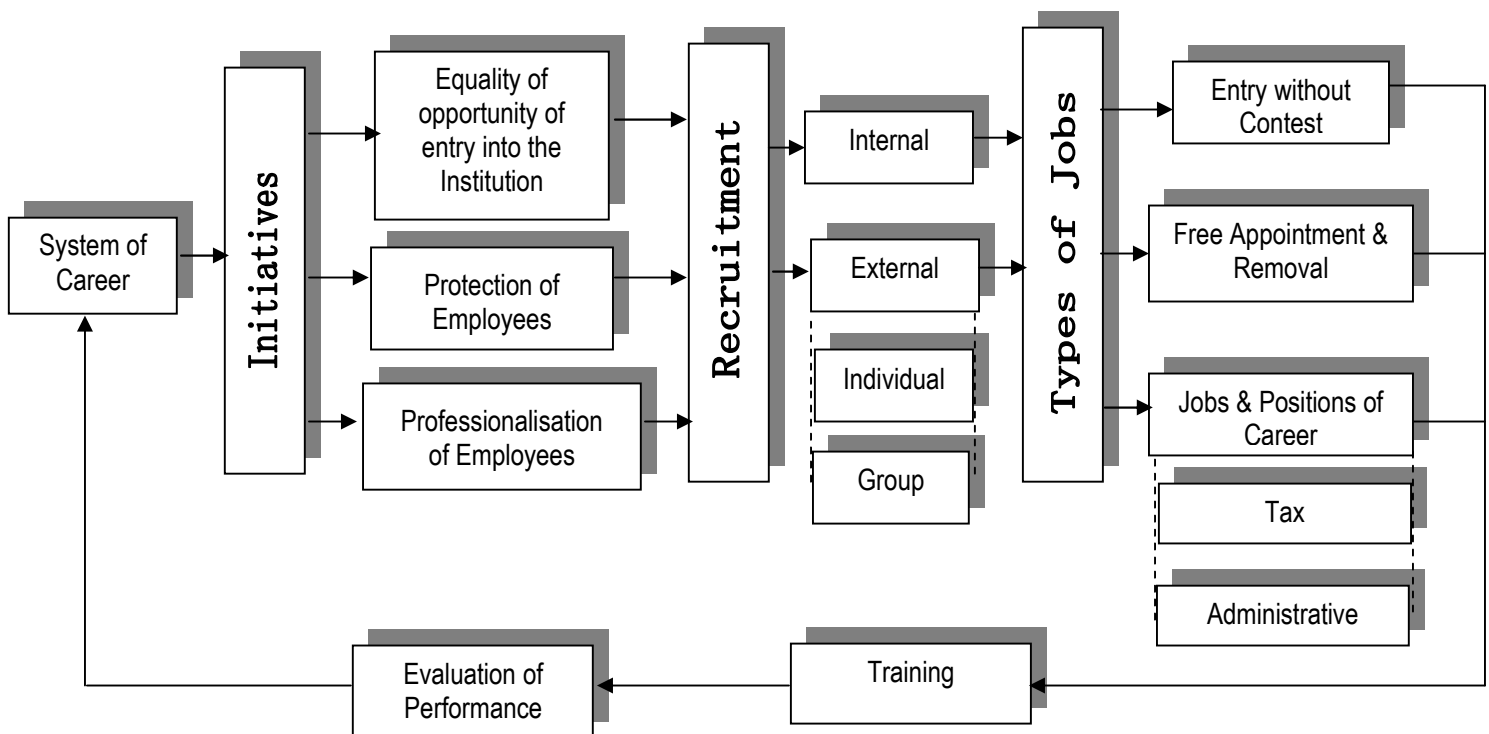 System of
Career
Initiatives
Equality of
opportunity of
entry into the
Institution
Protection of
Employees
Professionalisation
of Employees
Recruitment
Internal
External
Individual
Group
Types of Jobs
Entry without
Contest
Free Appointment &
Removal
Jobs & Positions of
Career
Tax
Administrative
Training
Evaluation of
Performance